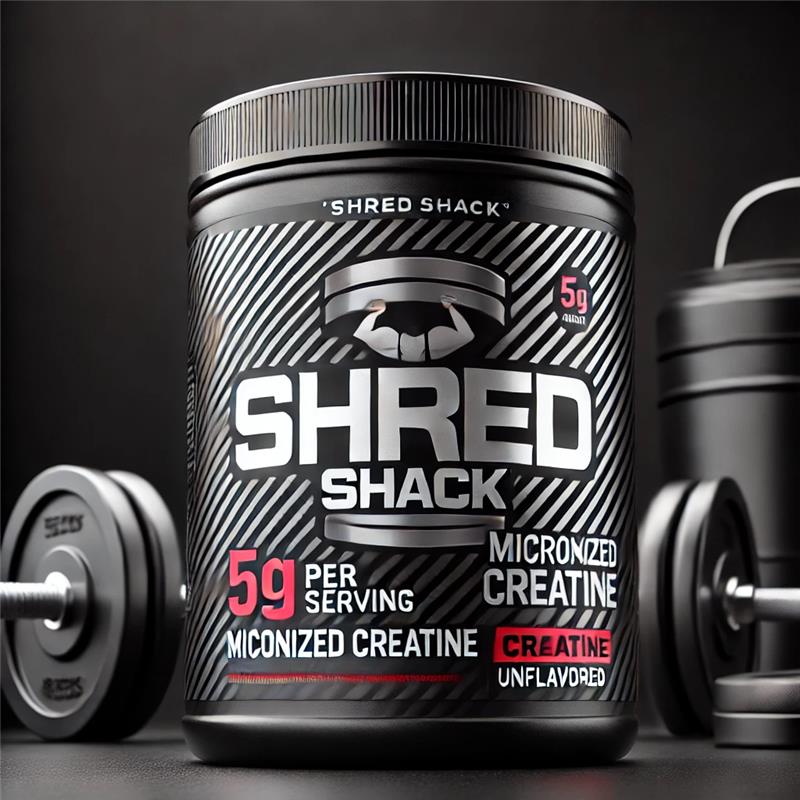 'SHRED SHACK'
5g
SHRED
SHACK
MICRONIZED
CREATINE
5g PER
SERVING
MICONIZED CREATINE
CREATINE
UNFLAVORED